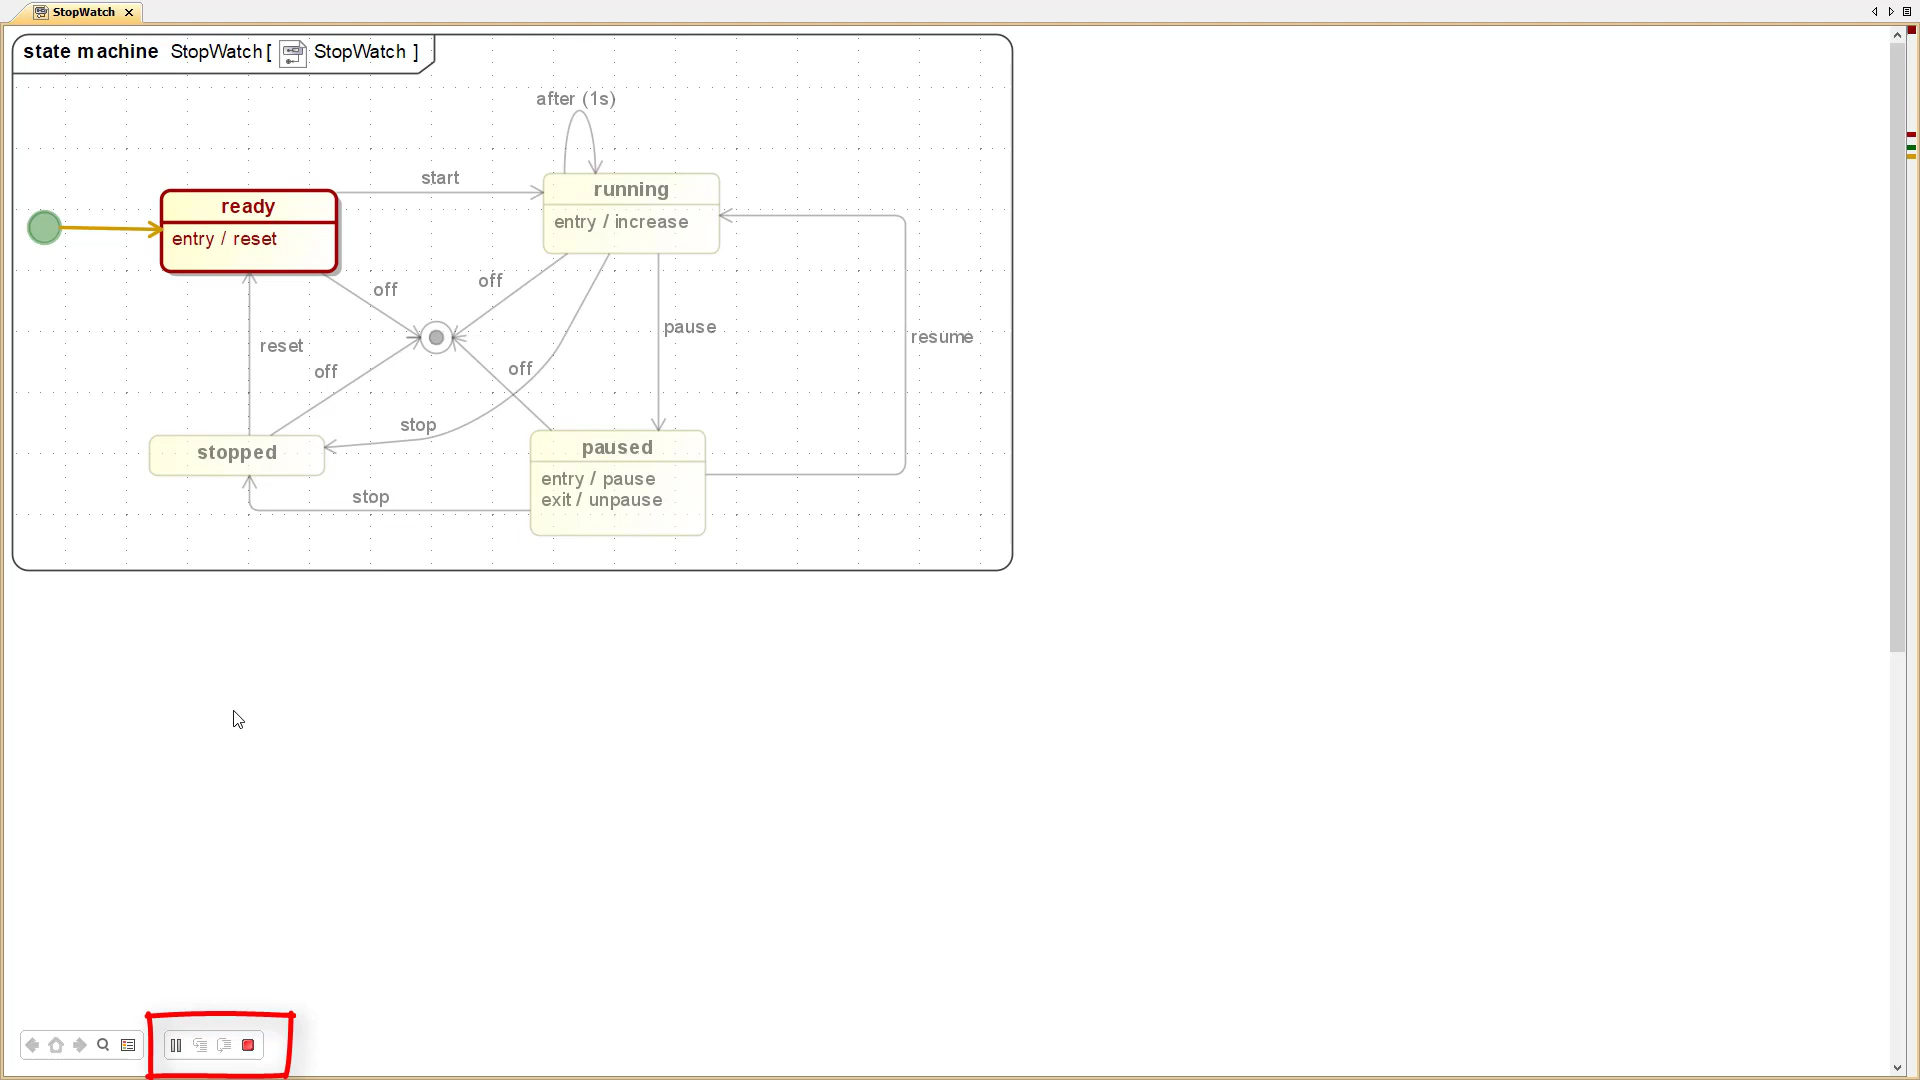 StopWatch
state machine StopWatch [ StopWatch ]
after (1s)
start
running
entry / increase
ready
entry / reset
off
off
pause
resume
reset
off
off
stop
stopped
paused
entry / pause
exit / unpause
stop